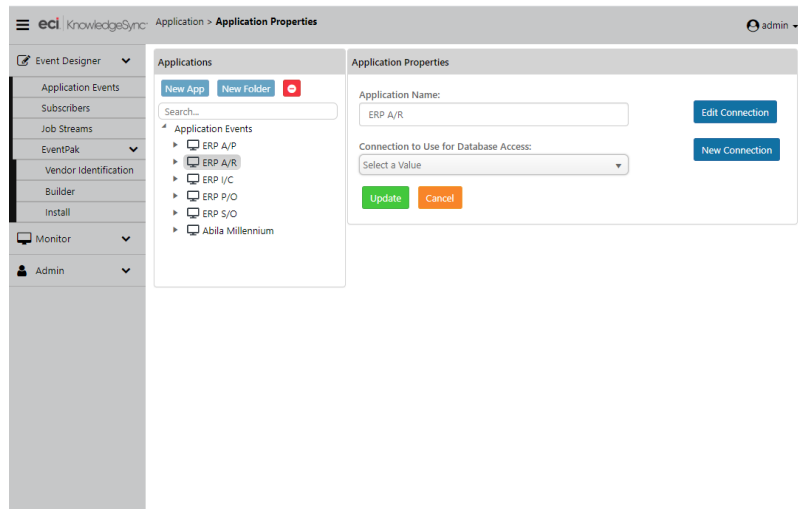 eci KnowledgeSync
Application > Application Properties
admin
Event Designer
Application Events
Subscribers
Job Streams
EventPak
Vendor Identification
Builder
Install
Monitor
Admin
Applications
New App New Folder
Search...
Application Events
ERP A/P
ERP A/R
ERP I/C
ERP P/O
ERP S/O
Abila Millennium
Application Properties
Application Name:
ERP A/R
Edit Connection
Connection to Use for Database Access:
New Connection
Select a Value
Update Cancel